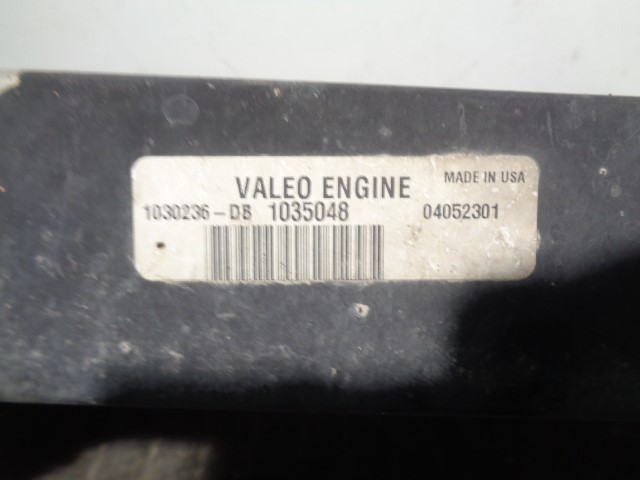 VALEO ENGINE MADE IN USA
1030236-DB 1035048 04052301